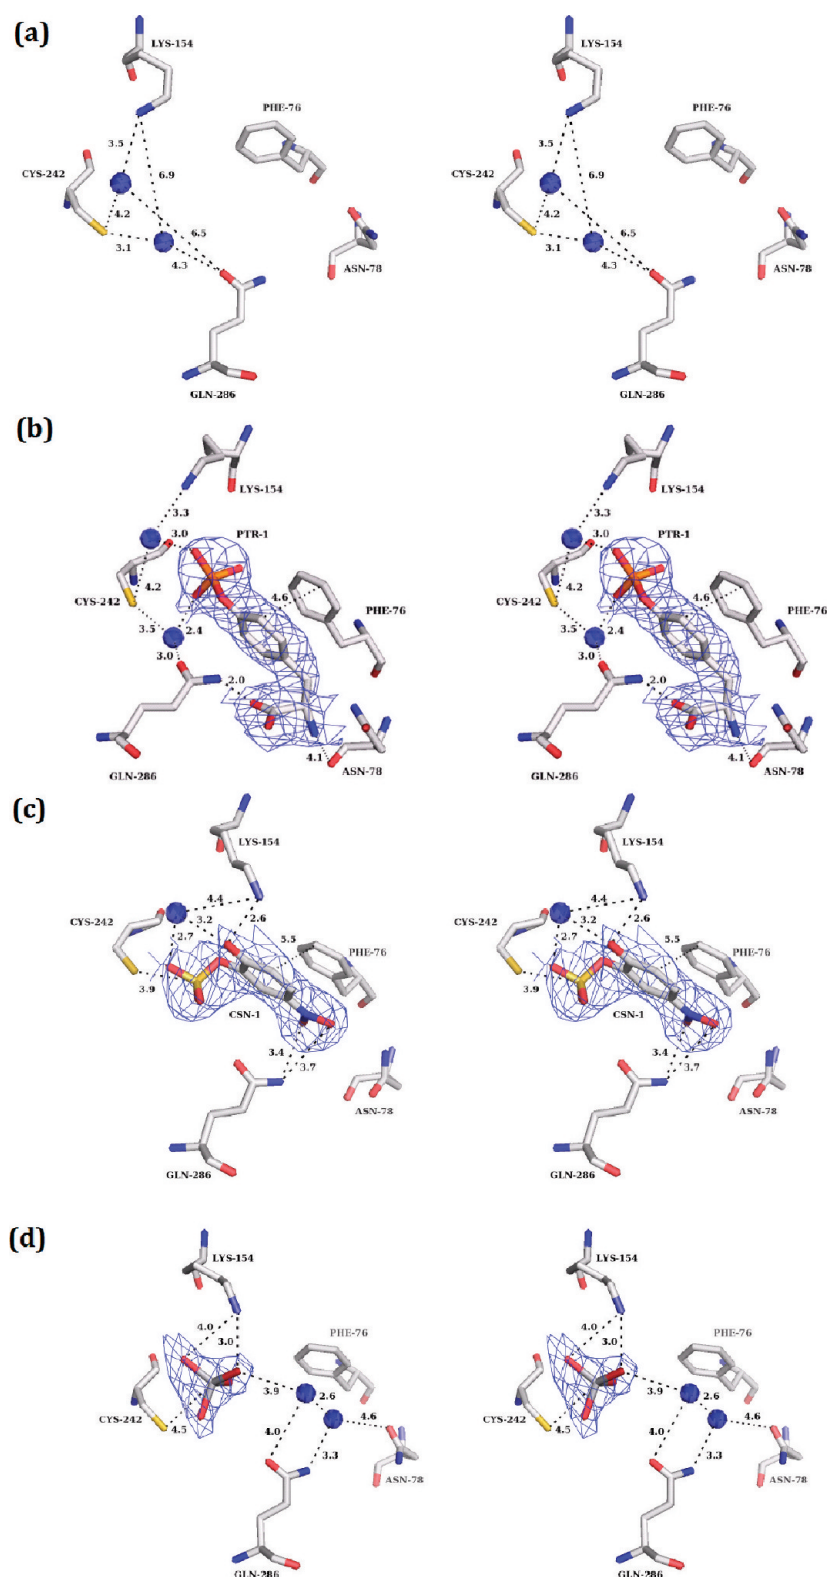 (a)
LYS-154 LYS-154
PHE-76 PHE-76
3.5 3.5
CYS-242 6.9 CYS-242 6.9
4.2 4.2
6.5 6.5
3.1 3.1
4.3 ASN-78 4.3 ASN-78
GLN-286 GLN-286
(b)
LYS-154 LYS-154
3.3 3.3
3.0 PTR-1 3.0 PTR-1
4.2 4.2
CYS-242 4.6 PHE-76 CYS-242 4.6 PHE-76
3.5 2.4 3.5 2.4
3.0 3.0
2.0 2.0
4.1 4.1
GLN-286 ASN-78 GLN-286 ASN-78
(c)
LYS-154 LYS-154
4.4 4.4
CYS-242 3.2 2.6 CYS-242 3.2 2.6
2.7 5.5 PHE-76 2.7 5.5 PHE-76
3.9 3.9
CSN-1 CSN-1
3.4 3.4
3.7 3.7
ASN-78 ASN-78
GLN-286 GLN-286
(d)
LYS-154 LYS-154
4.0 4.0
3.0 PHE-76 3.0 PHE-76
3.9 2.6 3.9 2.6
CYS-242 4.5 4.6 CYS-242 4.5 4.6
4.0 3.3 4.0 3.3
ASN-78 ASN-78
GLN-286 GLN-286